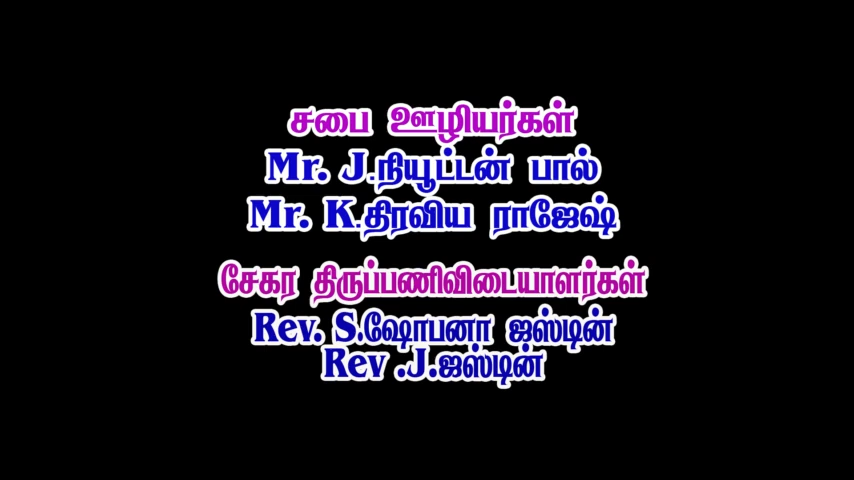 சபை ஊழியர்கள்
Mr. J.நியூட்டன் பால்
Mr. K.திரவிய ராஜேஷ்
சேகர திருப்பணிவிடையாளர்கள்
Rev. S.ஷோபனா ஜஸ்டின்
Rev .J.ஜஸ்டின்